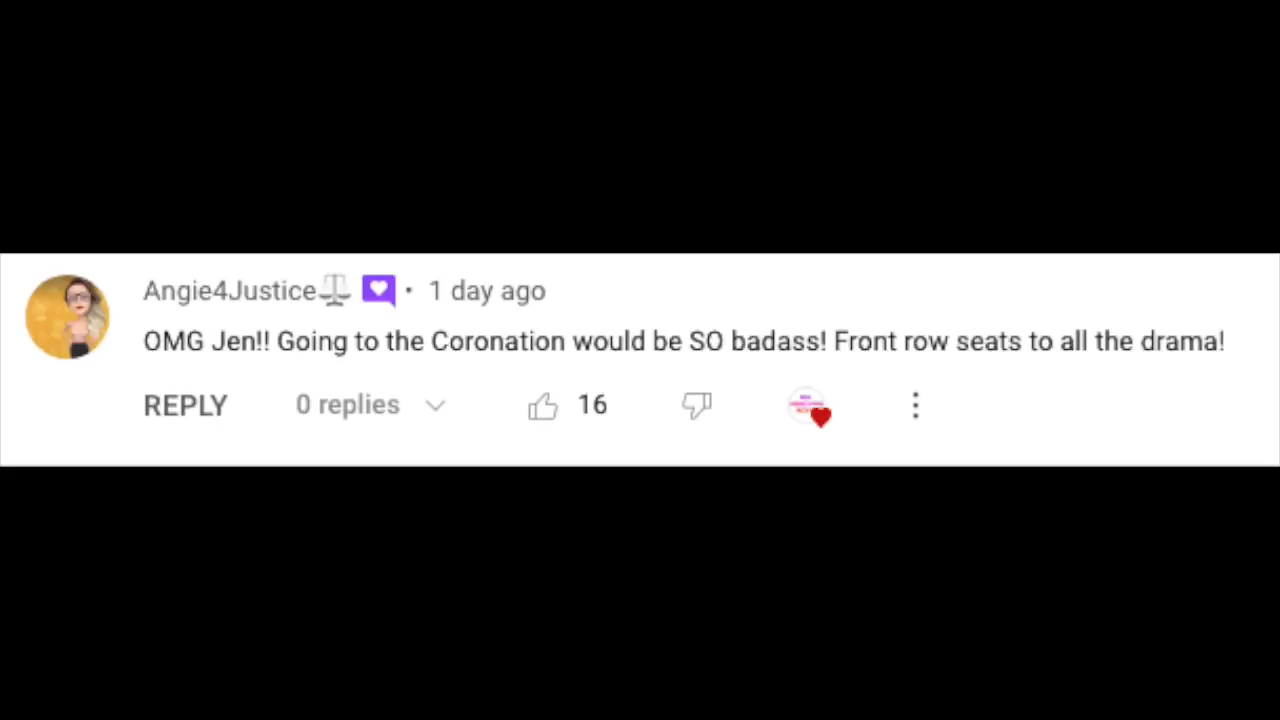 Angie4Justice⚖️ • 1 day ago
OMG Jen!! Going to the Coronation would be SO badass! Front row seats to all the drama!
REPLY 0 replies 16